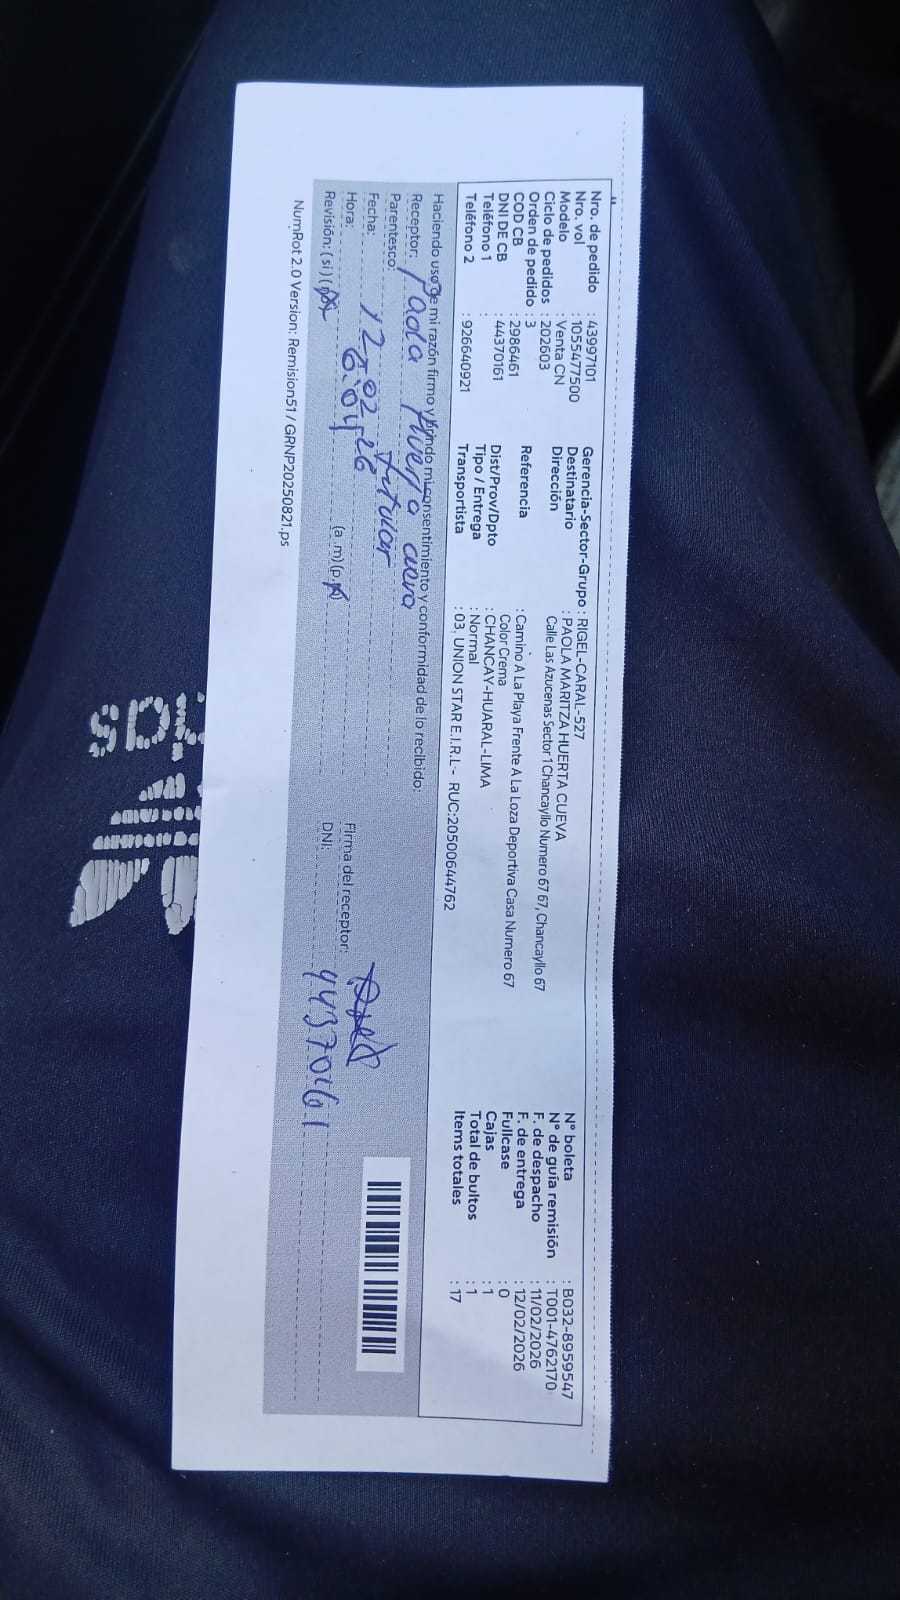 Nro. de pedido : 43997101
Nro. vol : 1055477500
Modelo : Venta CN
Ciclo de pedidos : 202603
Orden de pedido : 3
COD CB : 2986461
DNI DE CB : 44370161
Teléfono 1 :
Teléfono 2 : 926640921
Gerencia-Sector-Grupo : RIGEL-CARAL-527
Destinatario : PAOLA MARITZA HUERTA CUEVA
Dirección Calle Las Azucenas Sector 1 Chancayllo Numero 67 67, Chancayllo 67
Referencia : Camino A La Playa Frente A La Loza Deportiva Casa Numero 67
Color Crema
Dist/Prov/Dpto : CHANCAY-HUARAL-LIMA
Tipo / Entrega : Normal
Transportista : 03, UNION STAR E.I.R.L - RUC:20500644762
N° boleta : B032-8959547
N° de guía remisión : T001-4762170
F. de despacho : 11/02/2026
F. de entrega : 12/02/2026
Fullcase : 0
Cajas : 1
Total de bultos : 1
Items totales : 17
Haciendo uso de mi razón firmo y brindo mi consentimiento y conformidad de lo recibido:
Receptor: Paola Huerta cueva
Parentesco: titular
Fecha: 12-02-26
Hora: 6:04 (a .m) (p.m)
Revisión: (si) (no)
Firma del receptor:
DNI: 44370161
NumRot 2.0 Version: Remision51 / GRNP20250821.ps